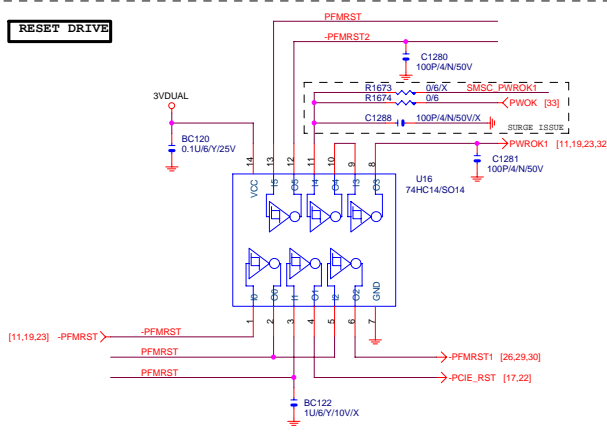 RESET DRIVE
PFMRST
-PFMRST2
C1280
100P/4/N/50V
R1673 0/6/X SMSC_PWROK1
R1674 0/6 PWOK [33]
C1288 100P/4/N/50V/X
SURGE ISSUE
3VDUAL
BC120
0.1U/6/Y/25V
PWROK1 [11,19,23,32
C1281
100P/4/N/50V
14 13 12 11 10 9 8
VCC I5 O5 I4 O4 I3 O3
U16
74HC14/SO14
I0 O0 I1 O1 I2 O2 GND
1 2 3 4 5 6 7
[11,19,23] -PFMRST -PFMRST
PFMRST
PFMRST
-PFMRST1 [26,29,30]
-PCIE_RST [17,22]
BC122
1U/6/Y/10V/X